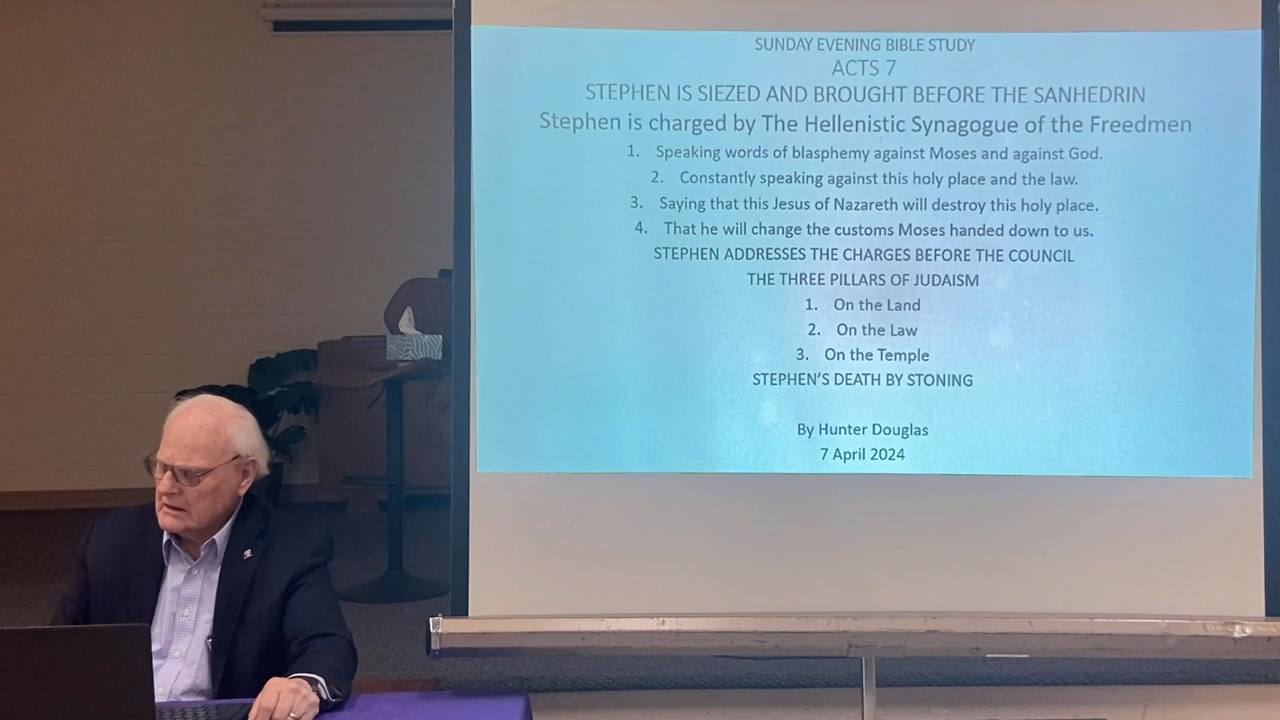 SUNDAY EVENING BIBLE STUDY
ACTS 7
STEPHEN IS SIEZED AND BROUGHT BEFORE THE SANHEDRIN
Stephen is charged by The Hellenistic Synagogue of the Freedmen
1. Speaking words of blasphemy against Moses and against God.
2. Constantly speaking against this holy place and the law.
3. Saying that this Jesus of Nazareth will destroy this holy place.
4. That he will change the customs Moses handed down to us.
STEPHEN ADDRESSES THE CHARGES BEFORE THE COUNCIL
THE THREE PILLARS OF JUDAISM
1. On the Land
2. On the Law
3. On the Temple
STEPHEN’S DEATH BY STONING
By Hunter Douglas
7 April 2024